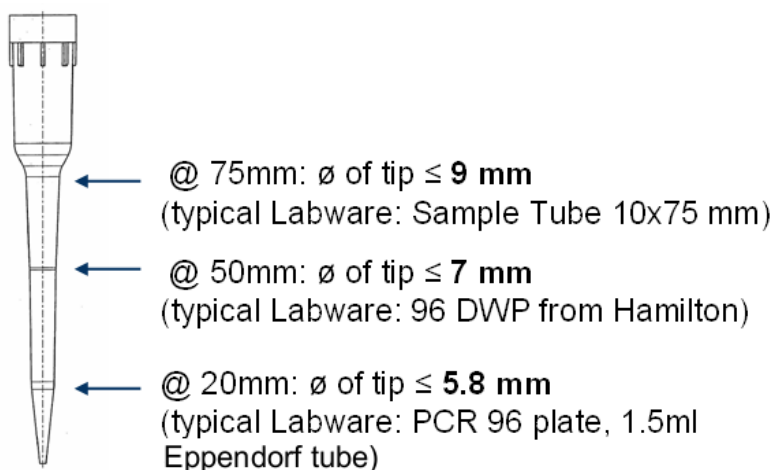 @ 75mm: ø of tip ≤ 9 mm
(typical Labware: Sample Tube 10x75 mm)
@ 50mm: ø of tip ≤ 7 mm
(typical Labware: 96 DWP from Hamilton)
@ 20mm: ø of tip ≤ 5.8 mm
(typical Labware: PCR 96 plate, 1.5ml
Eppendorf tube)